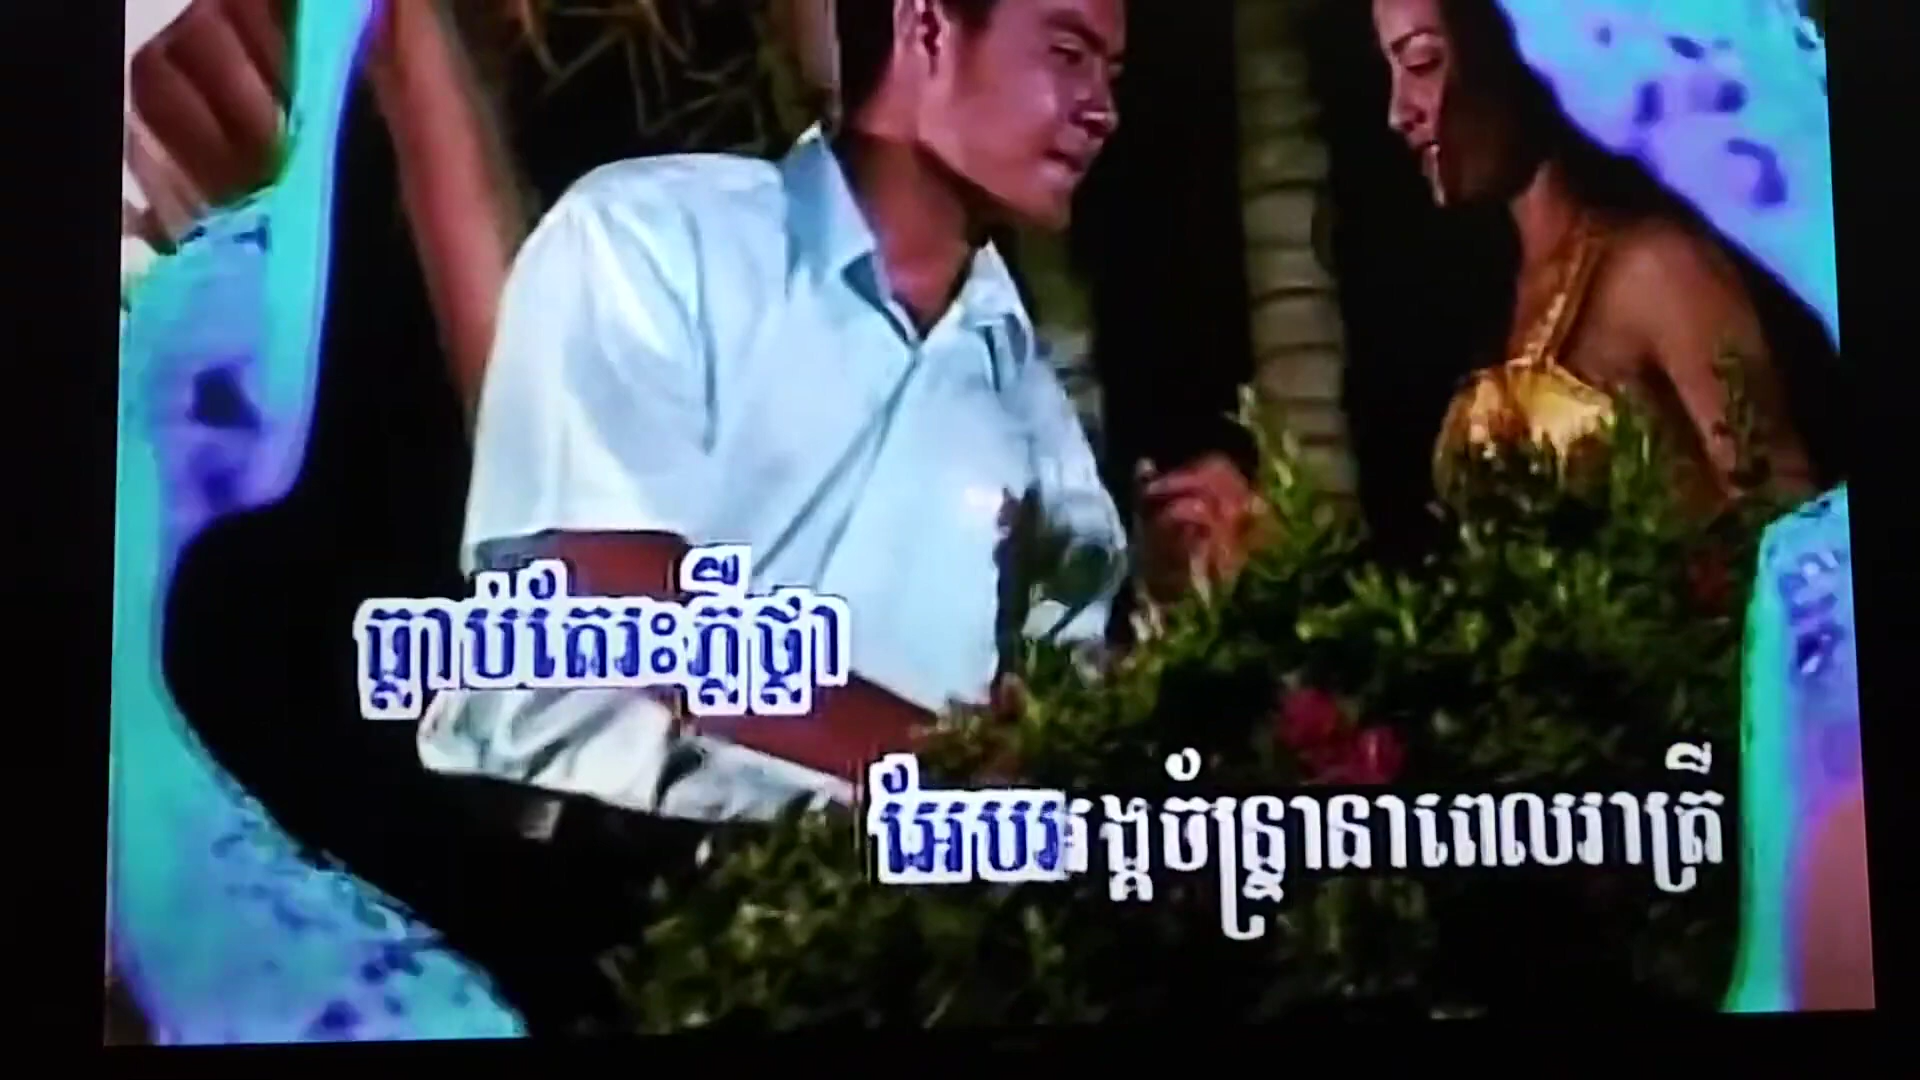 ធ្លាប់តែរះភ្លឺថ្លា
អែបអង្គច័ន្ទ្រានាពេលរាត្រី